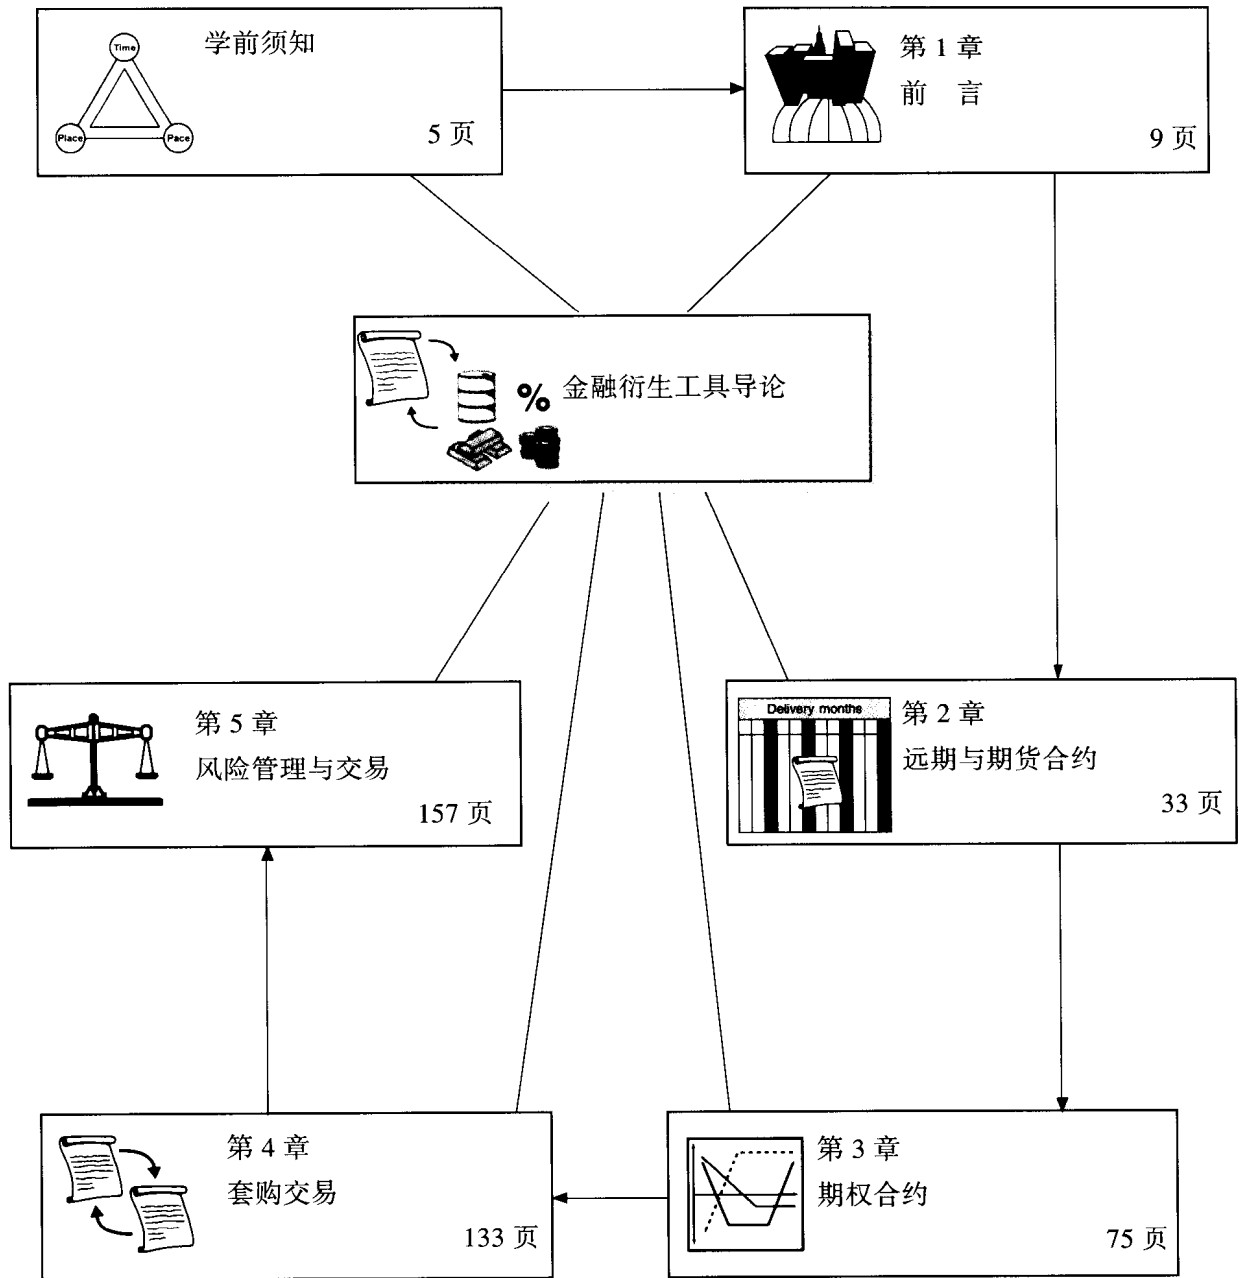 学前须知
Time
Place
Pace
5 页
第 1 章
前 言
9 页
% 金融衍生工具导论
第 5 章
风险管理与交易
157 页
Delivery months
第 2 章
远期与期货合约
33 页
第 4 章
套购交易
133 页
第 3 章
期权合约
75 页